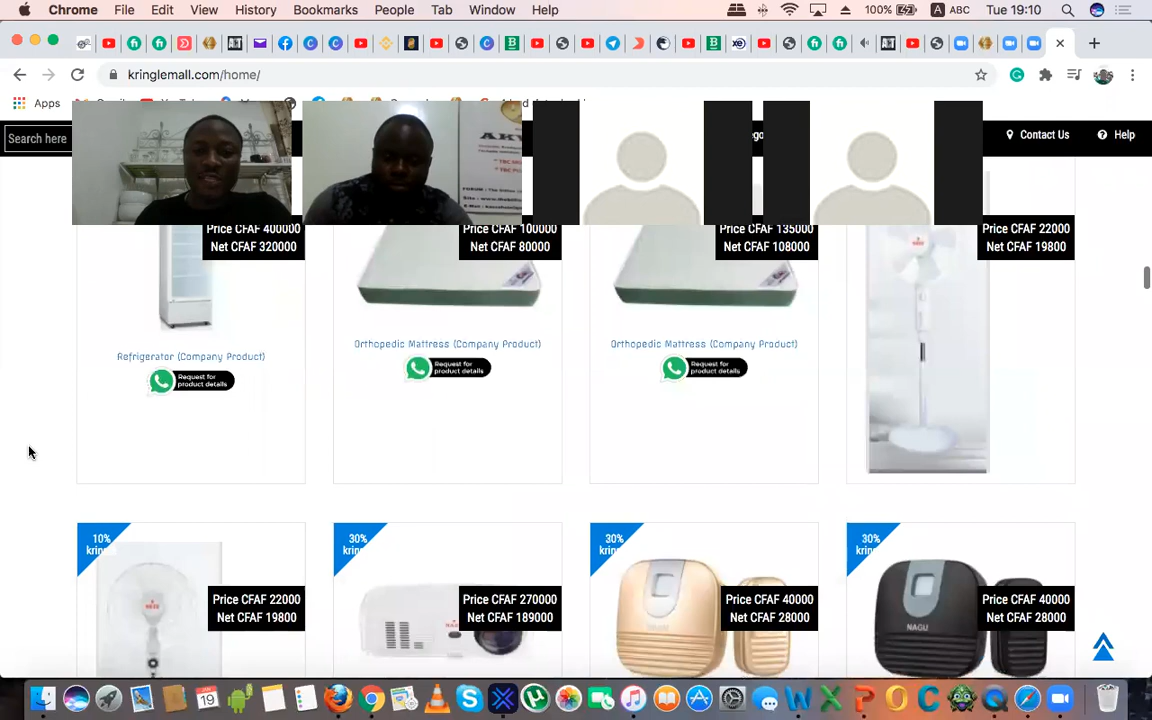 Chrome File Edit View History Bookmarks People Tab Window Help
100% A ABC Tue 19:10
kringlemall.com/home/
Apps
Search here
Contact Us
Help
AK
Price CFAF 400000
Net CFAF 320000
Price CFAF 100000
Net CFAF 80000
Price CFAF 135000
Net CFAF 108000
Price CFAF 22000
Net CFAF 19800
Refrigerator (Company Product)
Request for
product details
Orthopedic Mattress (Company Product)
Request for
product details
Orthopedic Mattress (Company Product)
Request for
product details
10%
Price CFAF 22000
Net CFAF 19800
30%
Price CFAF 270000
Net CFAF 189000
30%
Price CFAF 40000
Net CFAF 28000
NAGU
30%
Price CFAF 40000
Net CFAF 28000
NAGU